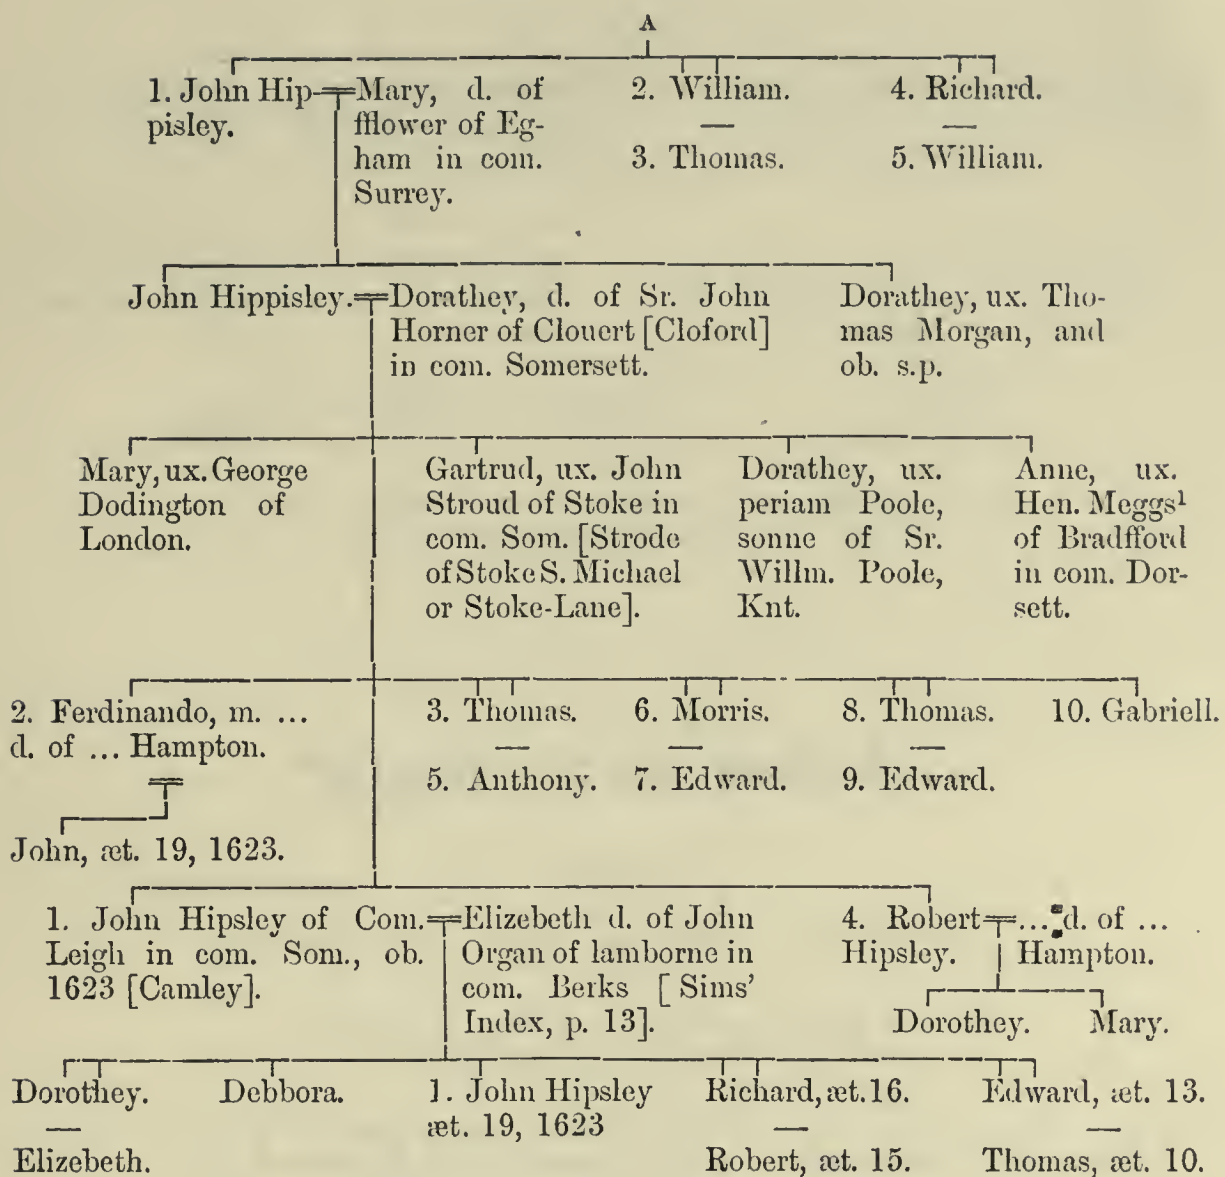 A
1. John Hip-
pisley.
Mary, d. of
fflower of Eg-
ham in com.
Surrey.
2. William.
—
3. Thomas.
4. Richard.
—
5. William.
John Hippisley.
Dorathey, d. of Sr. John
Horner of Clouert [Cloford]
in com. Somersett.
Dorathey, ux. Tho-
mas Morgan, and
ob. s.p.
Mary, ux. George
Dodington of
London.
Gartrud, ux. John
Stroud of Stoke in
com. Som. [Strode
of Stoke S. Michael
or Stoke-Lane].
Dorathey, ux.
periam Poole,
sonne of Sr.
Willm. Poole,
Knt.
Anne, ux.
Hen. Meggs¹
of Bradfford
in com. Dor-
sett.
2. Ferdinando, m. ...
d. of ... Hampton.
John, æt. 19, 1623.
3. Thomas.
—
5. Anthony.
6. Morris.
—
7. Edward.
8. Thomas.
—
9. Edward.
10. Gabriell.
1. John Hipsley of Com.
Leigh in com. Som., ob.
1623 [Camley].
Elizebeth d. of John
Organ of lamborne in
com. Berks [Sims'
Index, p. 13].
4. Robert
Hipsley.
... d. of ...
Hampton.
Dorothey.
Mary.
Dorothey.
—
Elizebeth.
Debbora.
1. John Hipsley
æt. 19, 1623
Richard, æt. 16.
—
Robert, æt. 15.
Edward, æt. 13.
—
Thomas, æt. 10.